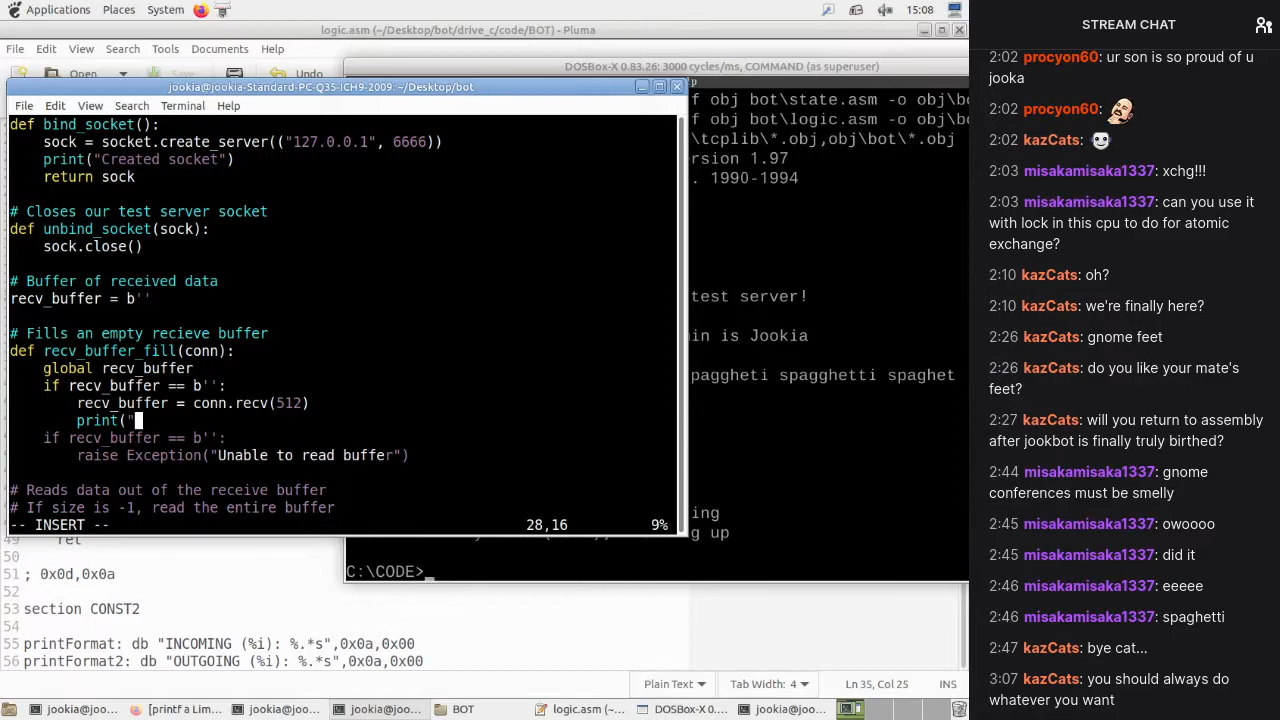 Applications Places System 15:08
logic.asm (~/Desktop/bot/drive_c/code/BOT) - Pluma
File Edit View Search Tools Documents Help
Open Save Undo
DOSBox-X 0.83.26: 3000 cycles/ms, COMMAND (as superuser)
jookia@jookia-Standard-PC-Q35-ICH9-2009: ~/Desktop/bot
File Edit View Search Terminal Help
def bind_socket():
    sock = socket.create_server(("127.0.0.1", 6666))
    print("Created socket")
    return sock
# Closes our test server socket
def unbind_socket(sock):
    sock.close()
# Buffer of received data
recv_buffer = b''
# Fills an empty recieve buffer
def recv_buffer_fill(conn):
    global recv_buffer
    if recv_buffer == b'':
        recv_buffer = conn.recv(512)
        print("
    if recv_buffer == b'':
        raise Exception("Unable to read buffer")
# Reads data out of the receive buffer
# If size is -1, read the entire buffer
-- INSERT -- 28,16 9%
f obj bot\state.asm -o obj\bo
f obj bot\logic.asm -o obj\bo
\tcplib\*.obj,obj\bot\*.obj
ersion 1.97
. 1990-1994
test server!
in is Jookia
paggheti spagghetti spaghet
ing
g up
C:\CODE>_
49 ret
50
51 ; 0x0d,0x0a
52
53 section CONST2
54
55 printFormat: db "INCOMING (%i): %.*s",0x0a,0x00
56 printFormat2: db "OUTGOING (%i): %.*s",0x0a,0x00
Plain Text Tab Width: 4 Ln 35, Col 25 INS
jookia@joo... [printf a Lim... jookia@joo... jookia@joo... BOT logic.asm (~... DOSBox-X 0.... jookia@joo...
STREAM CHAT
2:02 procyon60: ur son is so proud of u
jooka
2:02 procyon60:
2:02 kazCats:
2:03 misakamisaka1337: xchg!!!
2:03 misakamisaka1337: can you use it
with lock in this cpu to do for atomic
exchange?
2:10 kazCats: oh?
2:10 kazCats: we're finally here?
2:26 kazCats: gnome feet
2:26 kazCats: do you like your mate's
feet?
2:27 kazCats: will you return to assembly
after jookbot is finally truly birthed?
2:44 misakamisaka1337: gnome
conferences must be smelly
2:45 misakamisaka1337: owoooo
2:45 misakamisaka1337: did it
2:46 misakamisaka1337: eeeee
2:46 misakamisaka1337: spaghetti
2:47 kazCats: bye cat...
3:07 kazCats: you should always do
whatever you want